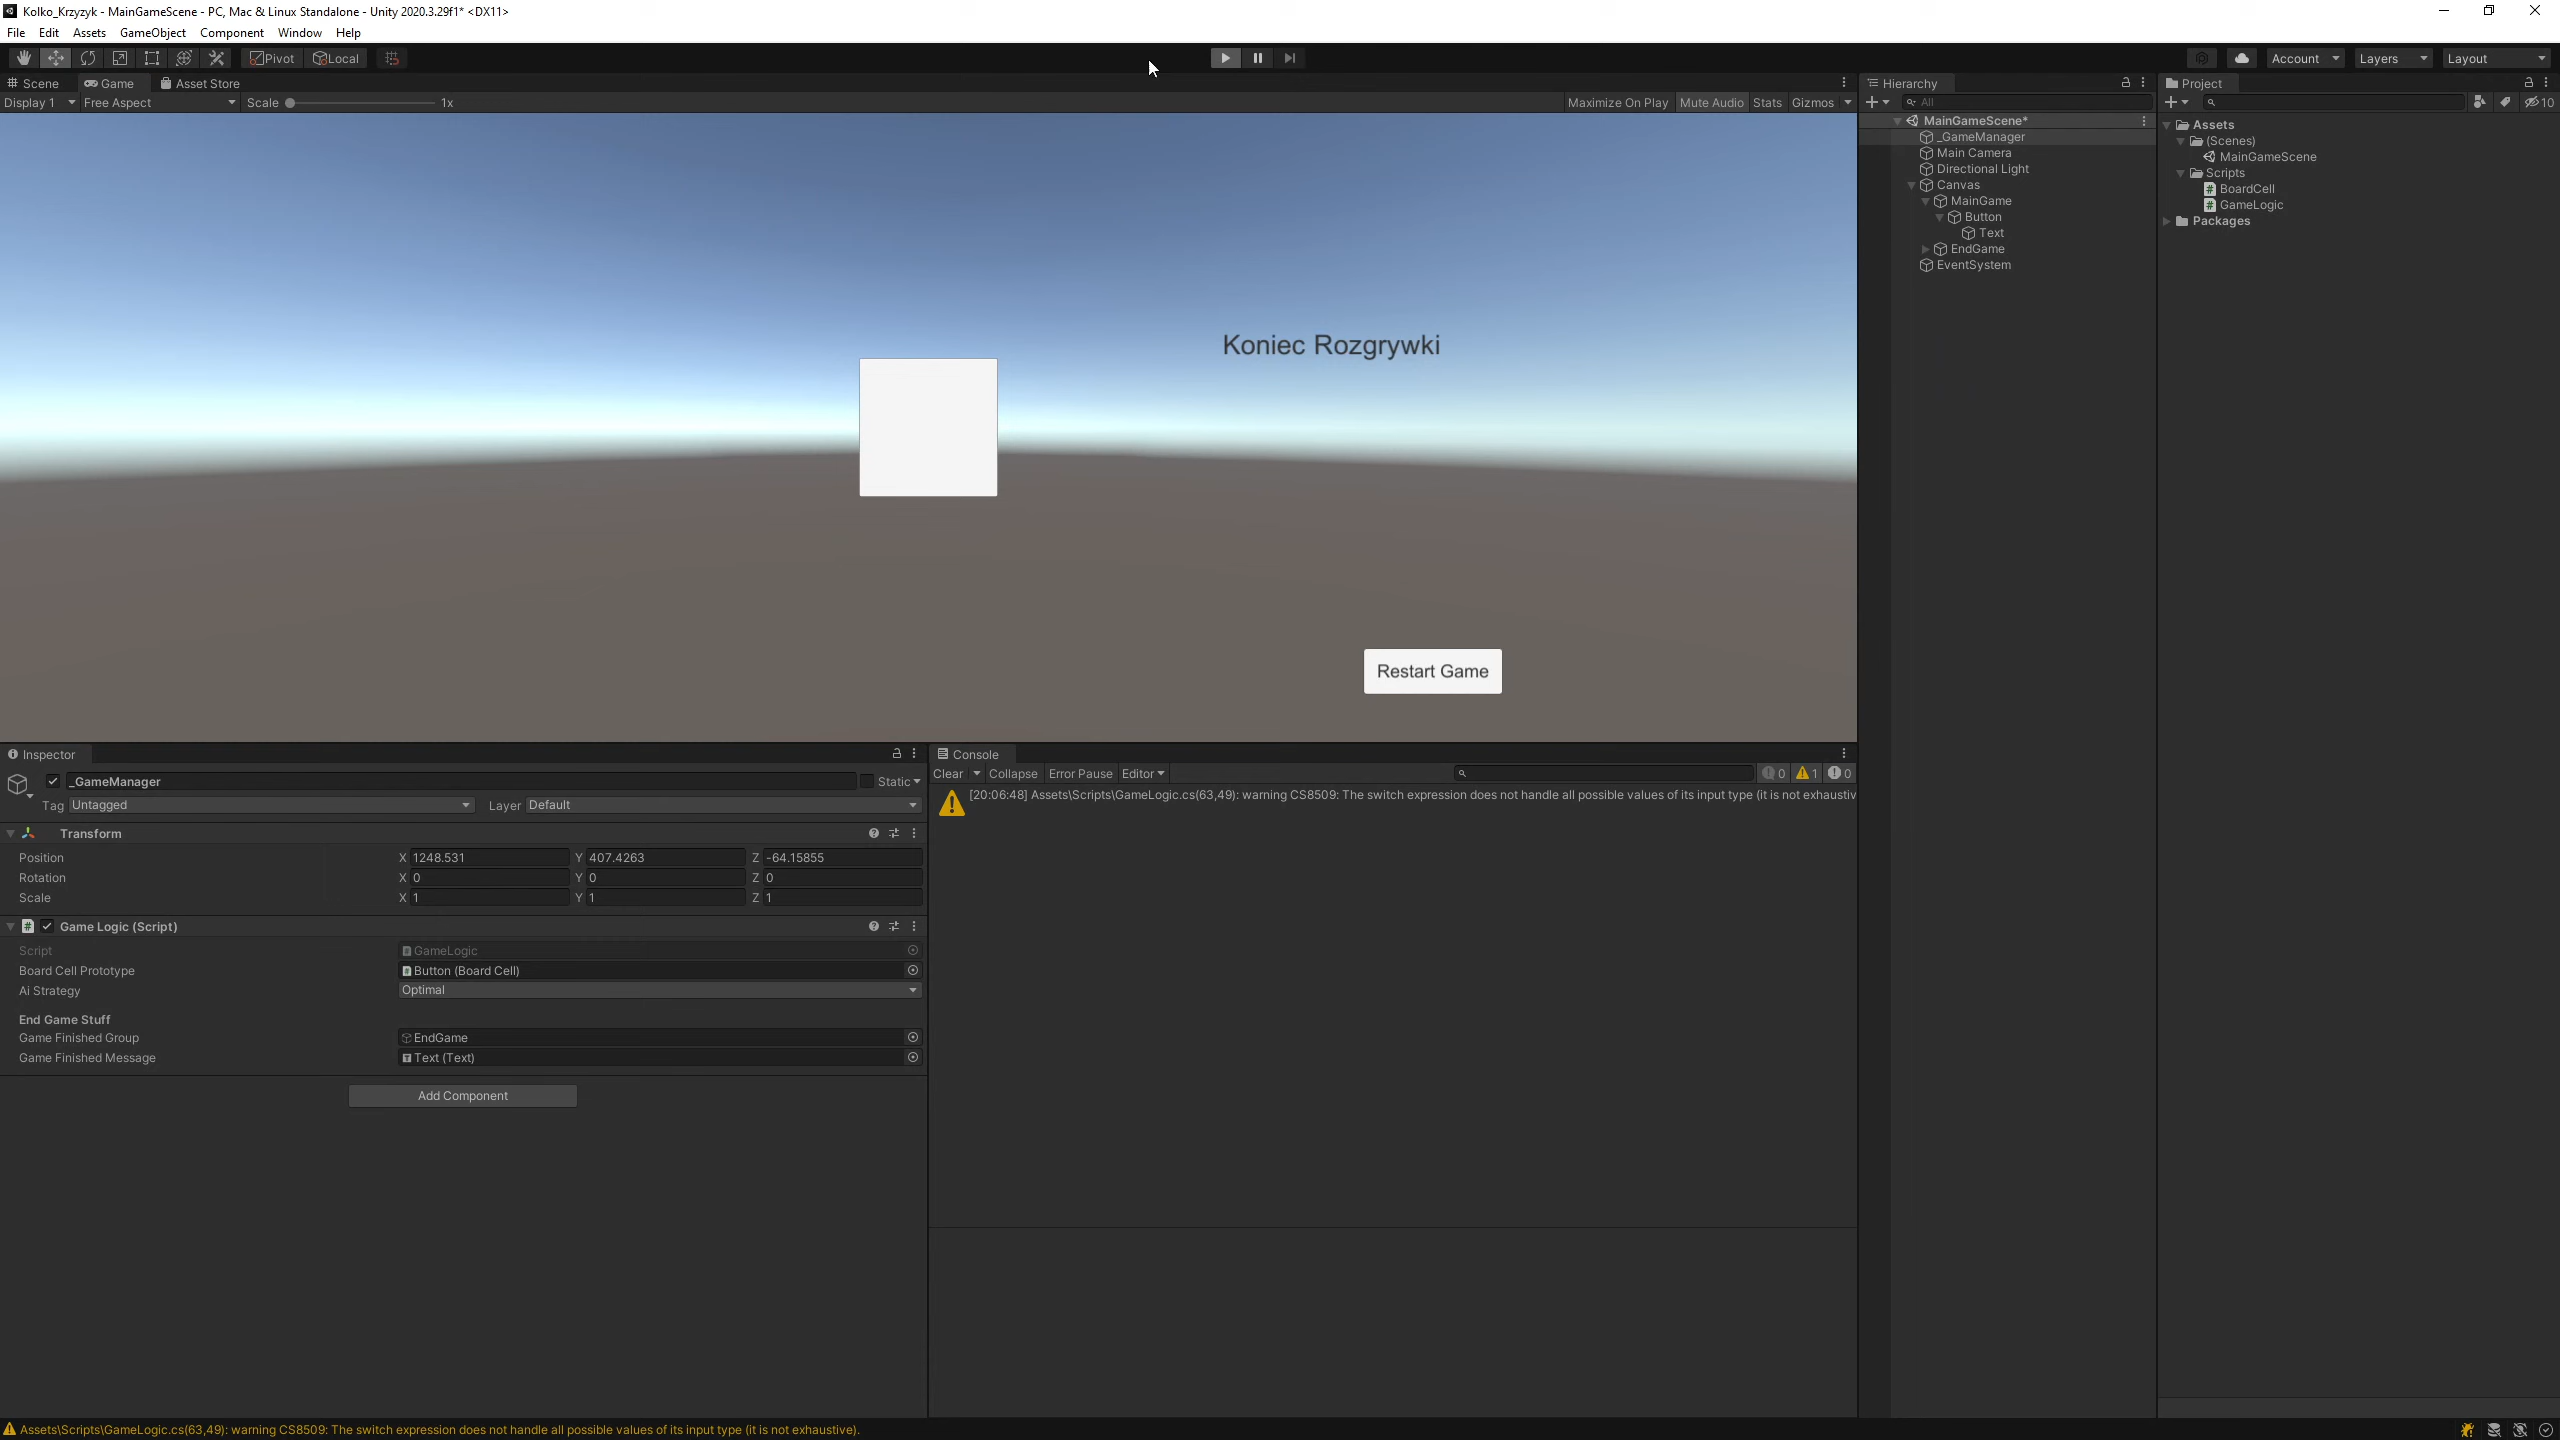 Kolko_Krzyzyk - MainGameScene - PC, Mac & Linux Standalone - Unity 2020.3.29f1* <DX11>
File Edit Assets GameObject Component Window Help
Pivot Local Account Layers Layout
Scene Game Asset Store
Display 1 Free Aspect Scale 1x Maximize On Play Mute Audio Stats Gizmos
Koniec Rozgrywki
Restart Game
Hierarchy
All
MainGameScene*
_GameManager
Main Camera
Directional Light
Canvas
MainGame
Button
Text
EndGame
EventSystem
Project
10
Assets
(Scenes)
MainGameScene
Scripts
BoardCell
GameLogic
Packages
Inspector
_GameManager Static
Tag Untagged Layer Default
Transform
Position X 1248.531 Y 407.4263 Z -64.15855
Rotation X 0 Y 0 Z 0
Scale X 1 Y 1 Z 1
Game Logic (Script)
Script GameLogic
Board Cell Prototype Button (Board Cell)
Ai Strategy Optimal
End Game Stuff
Game Finished Group EndGame
Game Finished Message Text (Text)
Add Component
Console
Clear Collapse Error Pause Editor 0 1 0
[20:06:48] Assets\Scripts\GameLogic.cs(63,49): warning CS8509: The switch expression does not handle all possible values of its input type (it is not exhaustiv
Assets\Scripts\GameLogic.cs(63,49): warning CS8509: The switch expression does not handle all possible values of its input type (it is not exhaustive).